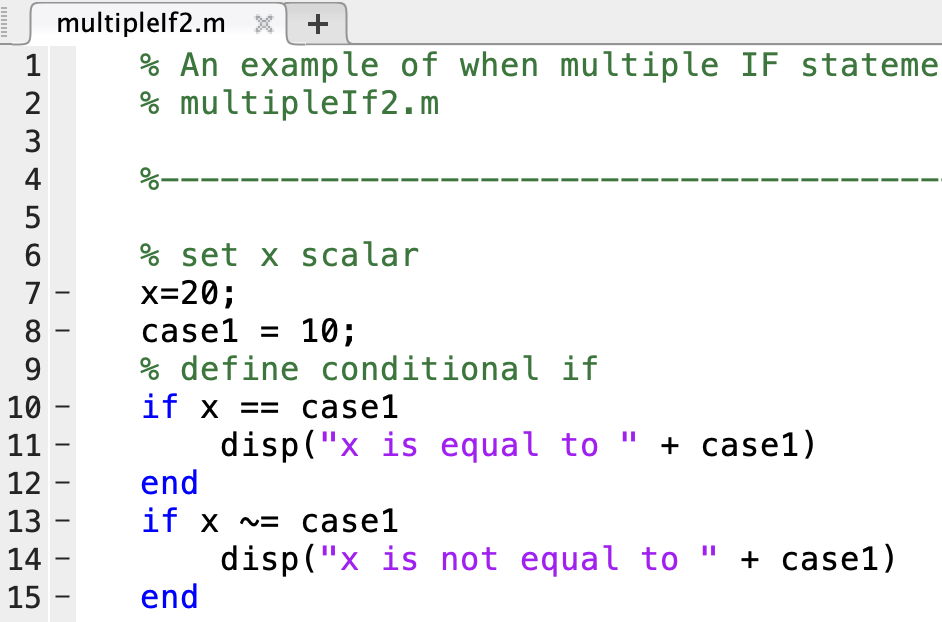 multipleIf2.m
+
1 % An example of when multiple IF stateme
2 % multipleIf2.m
3
4 %----------------------------------------
5
6 % set x scalar
7 – x=20;
8 – case1 = 10;
9 % define conditional if
10 – if x == case1
11 – disp("x is equal to " + case1)
12 – end
13 – if x ~= case1
14 – disp("x is not equal to " + case1)
15 – end